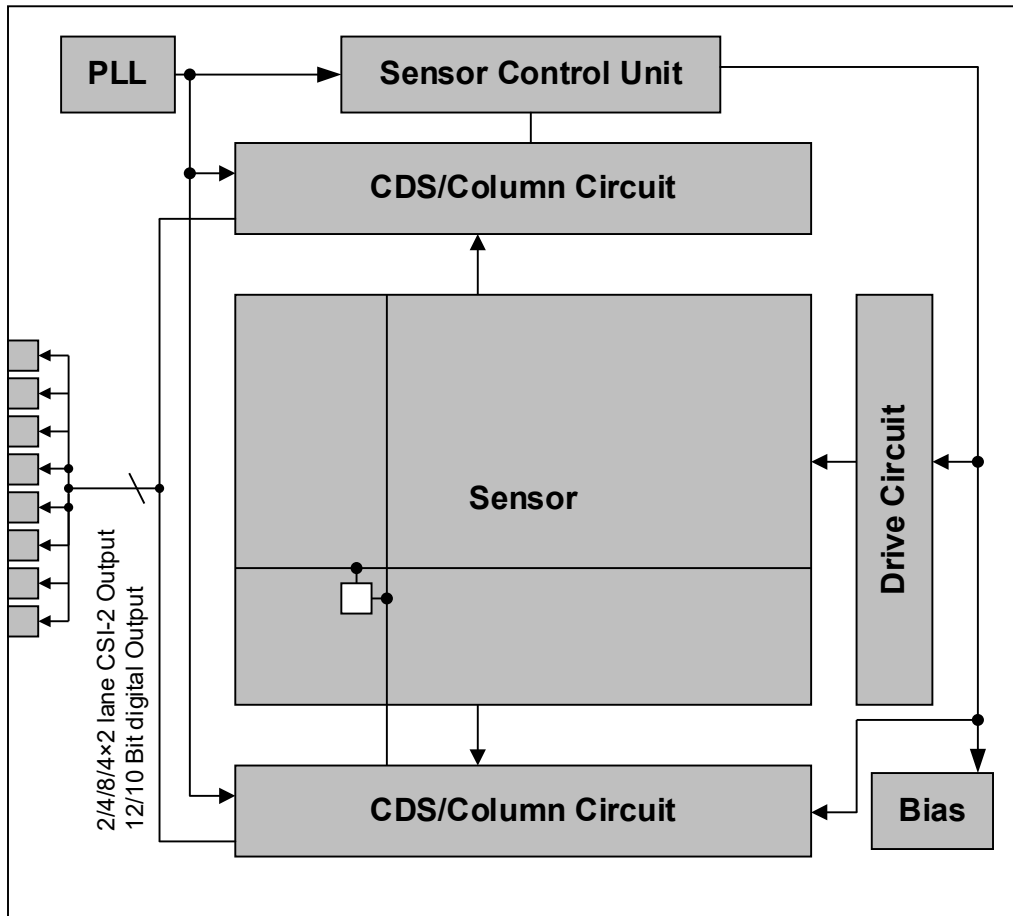 PLL
Sensor Control Unit
CDS/Column Circuit
Sensor
Drive Circuit
2/4/8/4×2 lane CSI-2 Output
12/10 Bit digital Output
CDS/Column Circuit
Bias